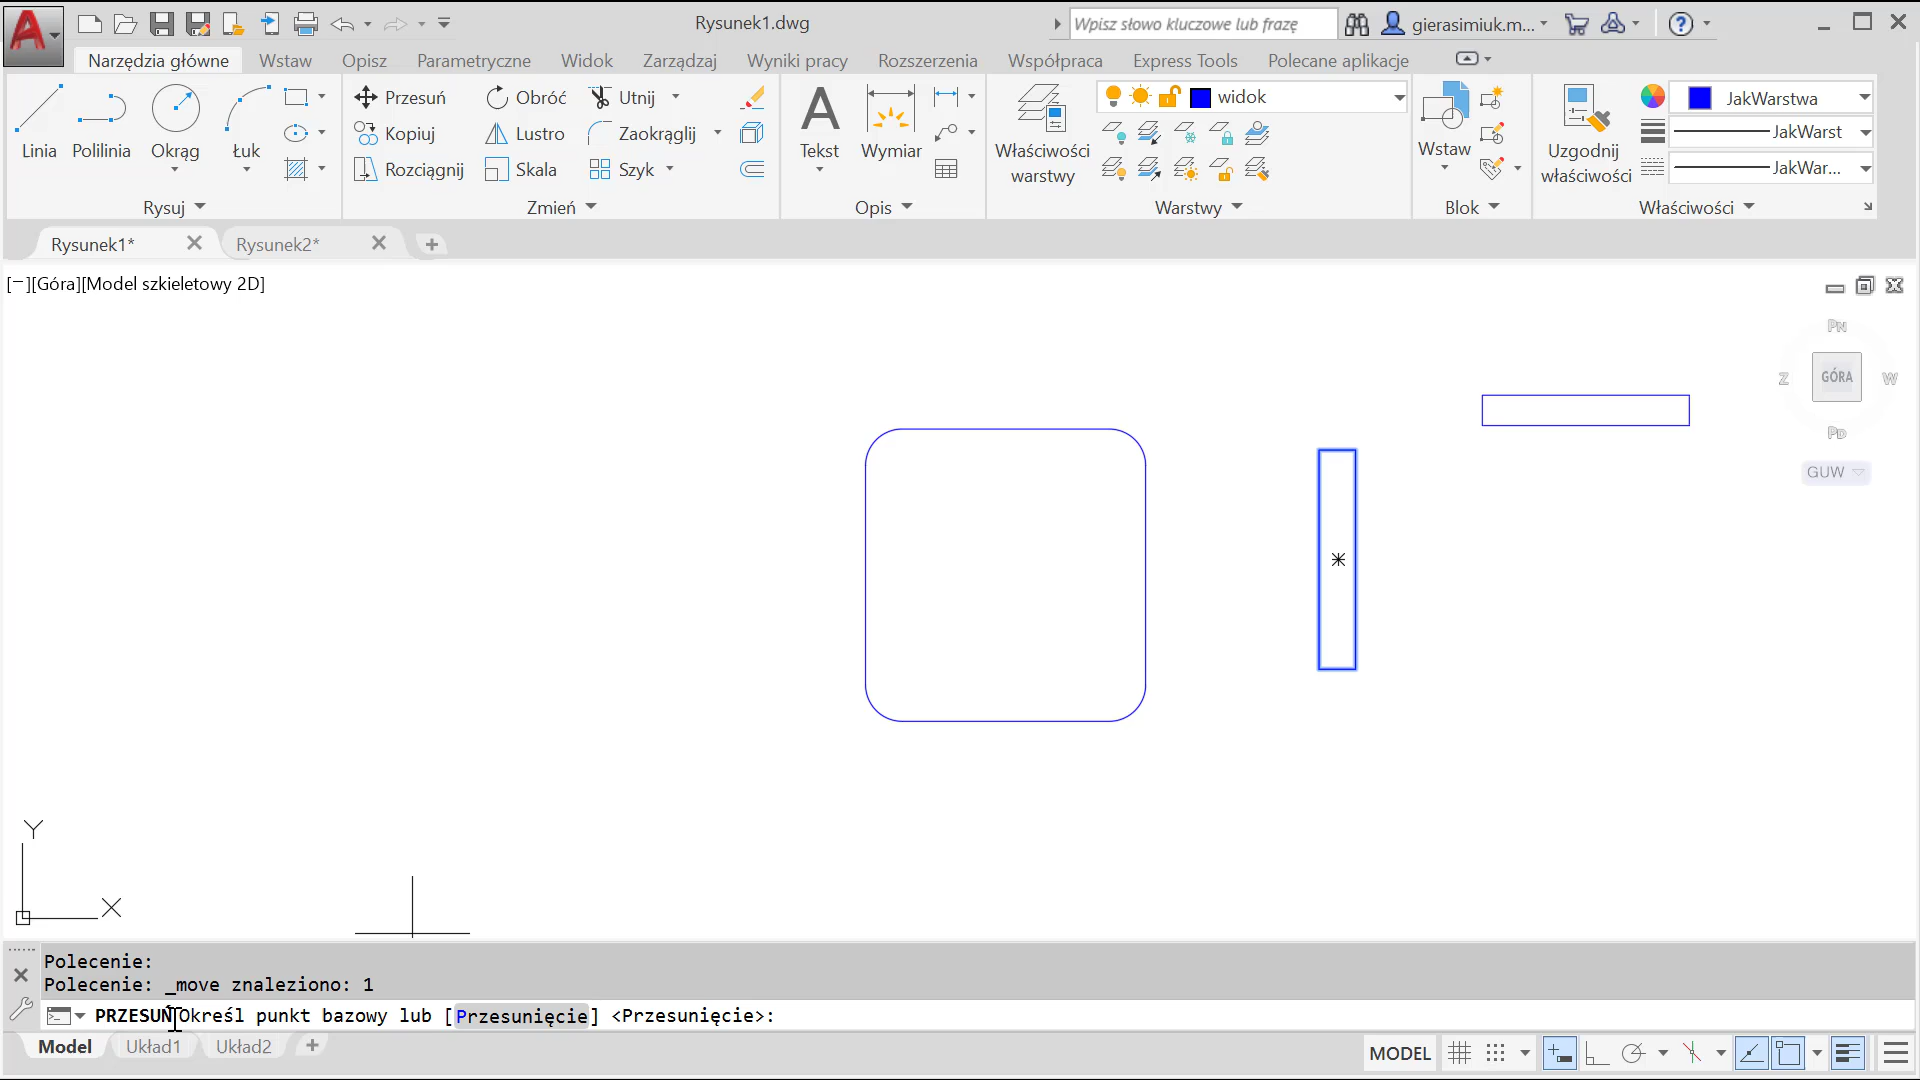 Rysunek1.dwg
Wpisz słowo kluczowe lub frazę
gierasimiuk.m...
Narzędzia główne Wstaw Opisz Parametryczne Widok Zarządzaj Wyniki pracy Rozszerzenia Współpraca Express Tools Polecane aplikacje
Linia
Polilinia
Okrąg
Łuk
Rysuj
Przesuń Obróć Utnij
Kopiuj Lustro Zaokrąglij
Rozciągnij Skala Szyk
Zmień
Tekst
Wymiar
Opis
Właściwości
warstwy
widok
Warstwy
Wstaw
Blok
Uzgodnij
właściwości
JakWarstwa
JakWarst
JakWar...
Właściwości
Rysunek1* Rysunek2*
[−][Góra][Model szkieletowy 2D]
PN
Z GÓRA W
PD
GUW
Y
X
Polecenie:
Polecenie: _move znaleziono: 1
PRZESUŃ Określ punkt bazowy lub [Przesunięcie] <Przesunięcie>:
Model Układ1 Układ2
MODEL